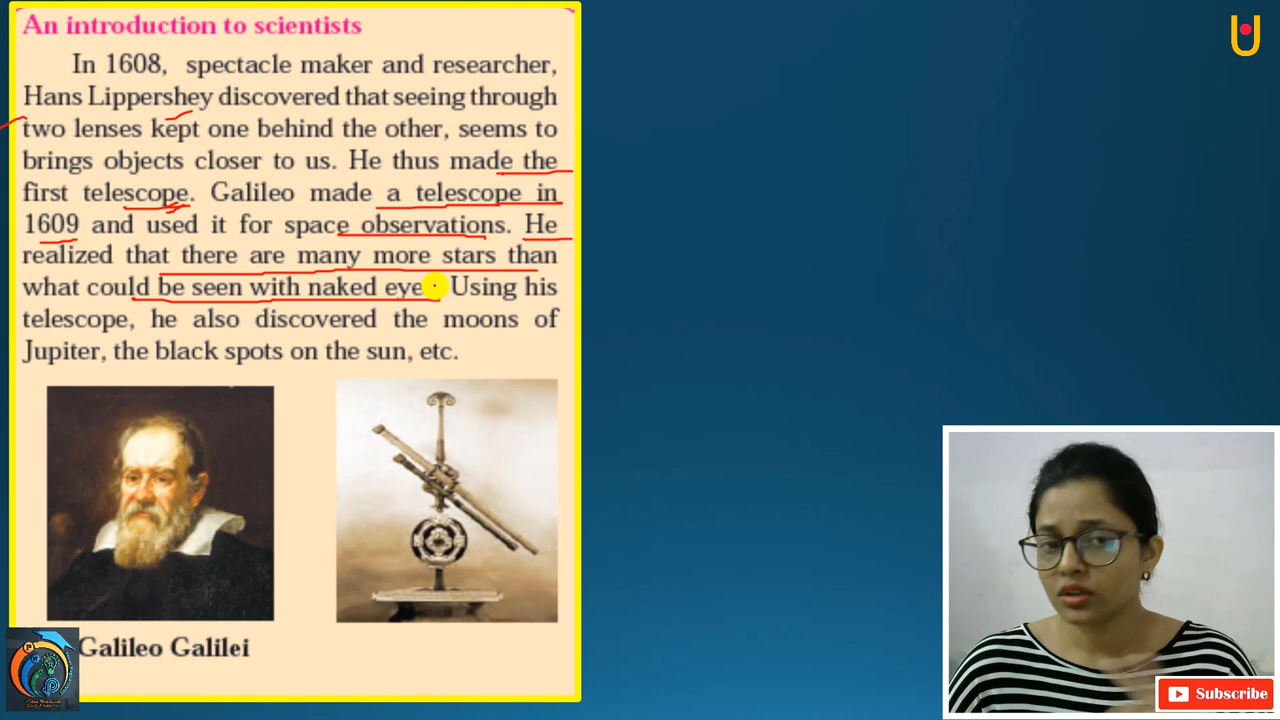 An introduction to scientists
In 1608, spectacle maker and researcher,
Hans Lippershey discovered that seeing through
two lenses kept one behind the other, seems to
brings objects closer to us. He thus made the
first telescope. Galileo made a telescope in
1609 and used it for space observations. He
realized that there are many more stars than
what could be seen with naked eye Using his
telescope, he also discovered the moons of
Jupiter, the black spots on the sun, etc.
Galileo Galilei
Subscribe